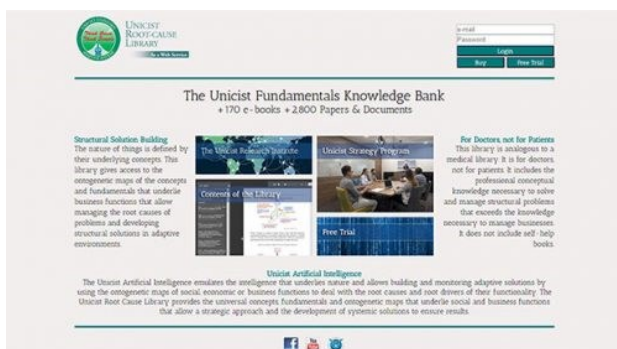 UNICIST
ROOT-CAUSE
LIBRARY
As a Web Service
e-mail
Password
Login
Buy
Free Trial
The Unicist Fundamentals Knowledge Bank
+170 e-books +2800 Papers & Documents
Structural Solution Building
The nature of things is defined by
their underlying concepts. This
library gives access to the
ontogenetic maps of the concepts
and fundamentals that underlie
business functions that allow
managing the root causes of
problems and developing
structural solutions in adaptive
environments.
The Unicist Research Institute
Unicist Strategy Program
Contents of the Library
Free Trial
For Doctors, not for Patients
This library is analogous to a
medical library. It is for doctors,
not for patients. It includes the
professional conceptual
knowledge necessary to solve
and manage structural problems
that exceeds the knowledge
necessary to manage businesses.
It does not include self-help
books.
Unicist Artificial Intelligence
The Unicist Artificial Intelligence emulates the intelligence that underlies nature and allows building and monitoring adaptive solutions by
using the ontogenetic maps of social, economic or business functions to deal with the root causes and root drivers of their functionality. The
Unicist Root Cause Library provides the universal concepts, fundamentals and ontogenetic maps that underlie social and business functions
that allow a strategic approach and the development of systemic solutions to ensure results.